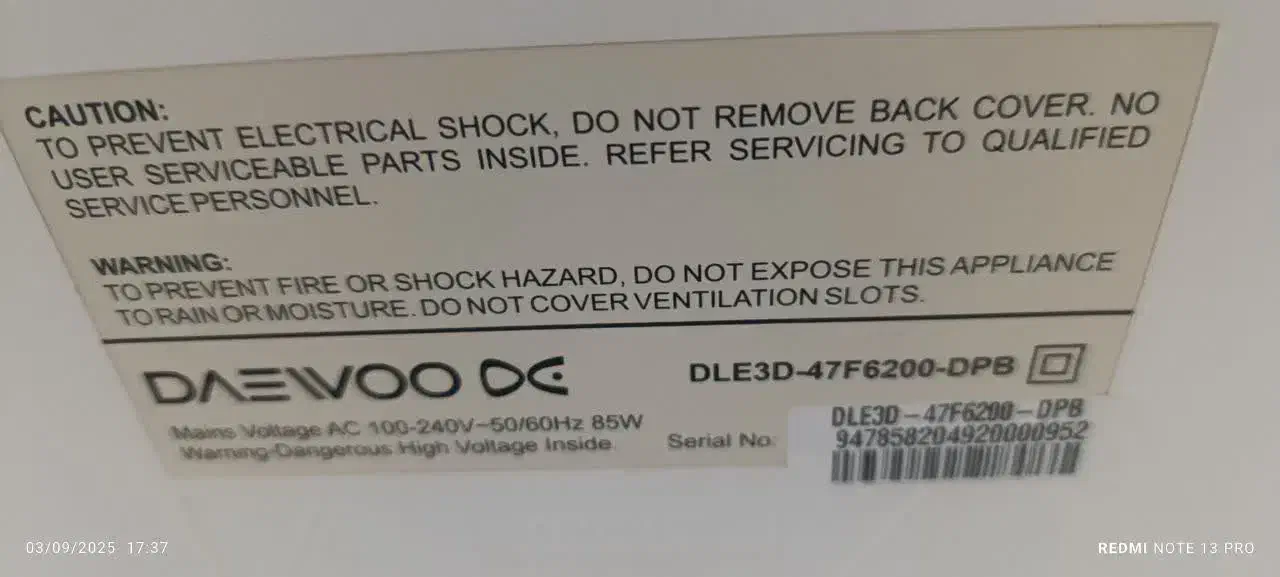 CAUTION:
TO PREVENT ELECTRICAL SHOCK, DO NOT REMOVE BACK COVER. NO
USER SERVICEABLE PARTS INSIDE. REFER SERVICING TO QUALIFIED
SERVICE PERSONNEL.
WARNING:
TO PREVENT FIRE OR SHOCK HAZARD, DO NOT EXPOSE THIS APPLIANCE
TO RAIN OR MOISTURE. DO NOT COVER VENTILATION SLOTS.
DAEWOO DE
DLE3D-47F6200-DPB
Mains Voltage AC 100-240V~50/60Hz 85W
Warning-Dangerous High Voltage Inside.
Serial No:
DLE3D-47F6200-DPB
947858204920000952
03/09/2025 17:37
REDMI NOTE 13 PRO